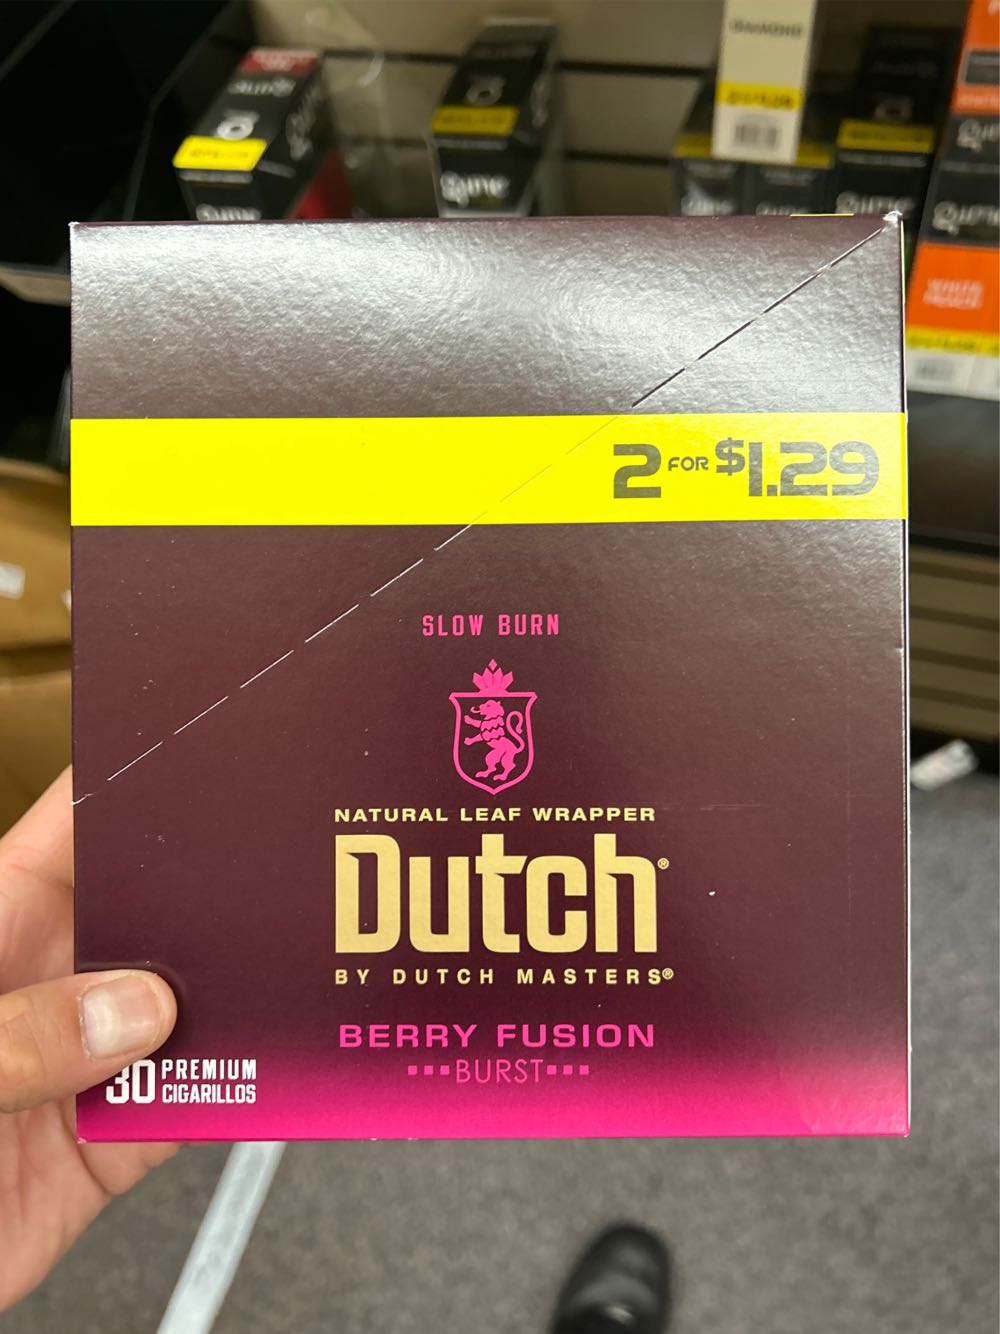 DIAMOND
2 FOR $1.29
SLOW BURN
NATURAL LEAF WRAPPER
Dutch®
BY DUTCH MASTERS®
BERRY FUSION
BURST
30 PREMIUM
CIGARILLOS